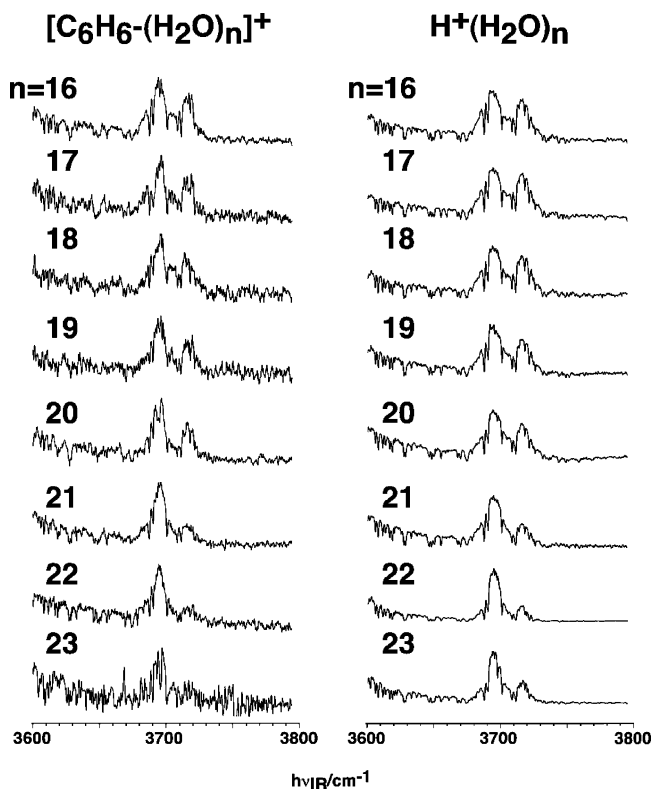 [C6H6-(H2O)n]+ H+(H2O)n
n=16 n=16
17 17
18 18
19 19
20 20
21 21
22 22
23 23
3600 3700 3800 3600 3700 3800
hνIR/cm-1